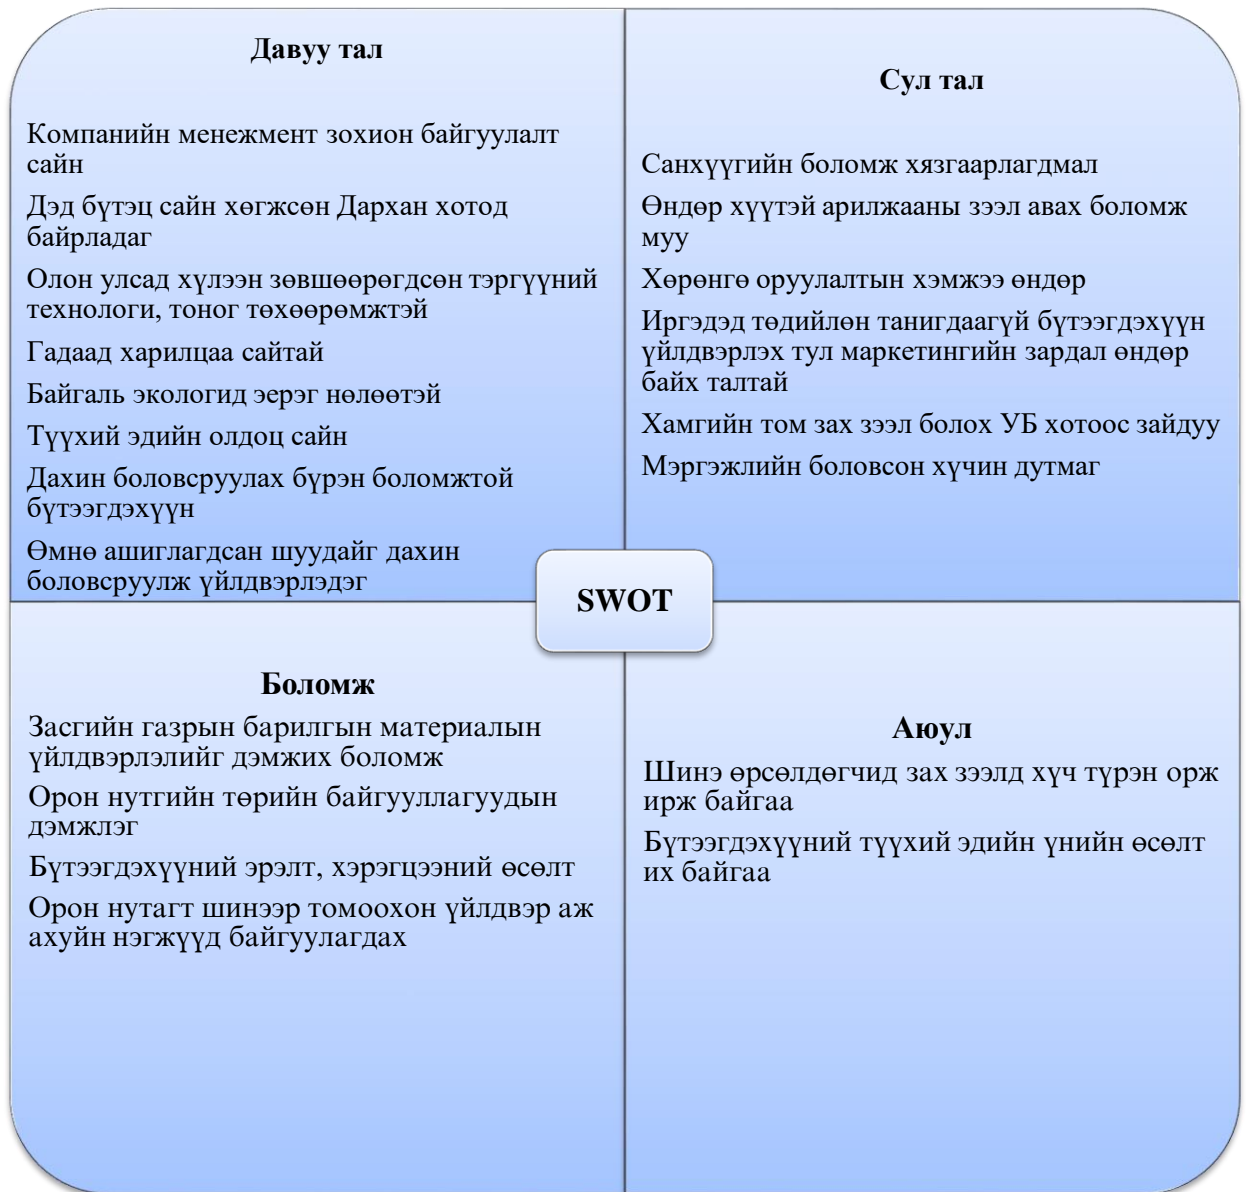 Давуу тал
Компанийн менежмент зохион байгуулалт
сайн
Дэд бүтэц сайн хөгжсөн Дархан хотод
байрладаг
Олон улсад хүлээн зөвшөөрөгдсөн тэргүүний
технологи, тоног төхөөрөмжтэй
Гадаад харилцаа сайтай
Байгаль экологид эерэг нөлөөтэй
Түүхий эдийн олдоц сайн
Дахин боловсруулах бүрэн боломжтой
бүтээгдэхүүн
Өмнө ашиглагдсан шуудайг дахин
боловсруулж үйлдвэрлэдэг
Сул тал
Санхүүгийн боломж хязгаарлагдмал
Өндөр хүүтэй арилжааны зээл авах боломж
муу
Хөрөнгө оруулалтын хэмжээ өндөр
Иргэдэд төдийлөн танигдаагүй бүтээгдэхүүн
үйлдвэрлэх тул маркетингийн зардал өндөр
байх талтай
Хамгийн том зах зээл болох УБ хотоос зайдуу
Мэргэжлийн боловсон хүчин дутмаг
SWOT
Боломж
Засгийн газрын барилгын материалын
үйлдвэрлэлийг дэмжих боломж
Орон нутгийн төрийн байгууллагуудын
дэмжлэг
Бүтээгдэхүүний эрэлт, хэрэгцээний өсөлт
Орон нутагт шинээр томоохон үйлдвэр аж
ахуйн нэгжүүд байгуулагдах
Аюул
Шинэ өрсөлдөгчид зах зээлд хүч түрэн орж
ирж байгаа
Бүтээгдэхүүний түүхий эдийн үнийн өсөлт
их байгаа